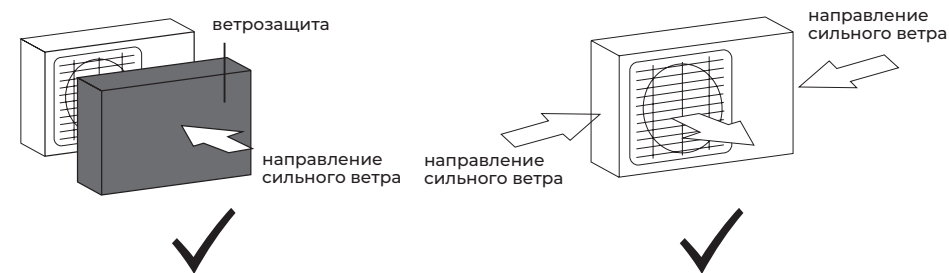 ветрозащита
направление
сильного ветра
направление
сильного ветра
направление
сильного ветра